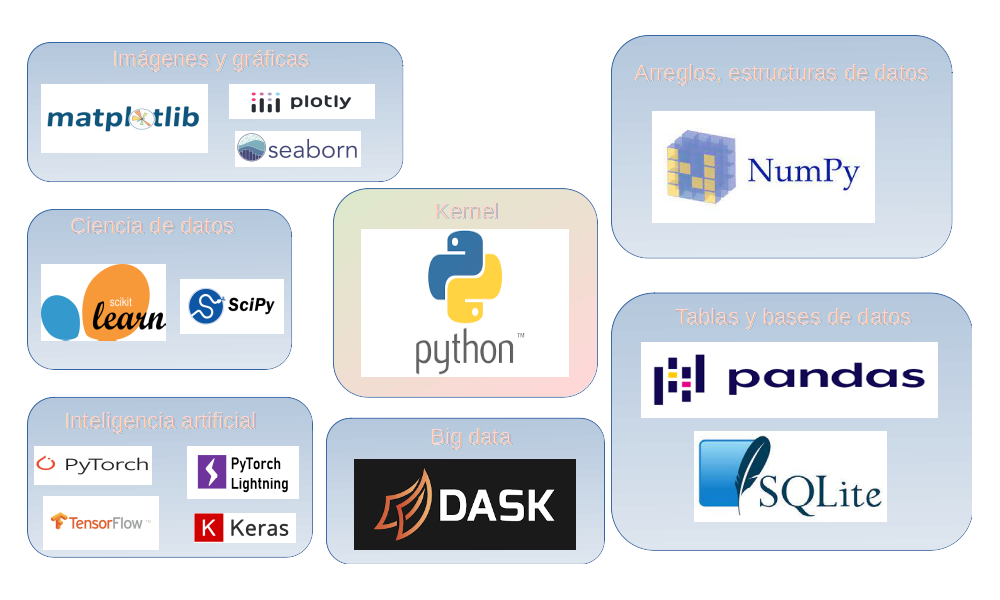 Imágenes y gráficas
matplotlib
plotly
seaborn
Arreglos, estructuras de datos
NumPy
Ciencia de datos
scikit
learn
SciPy
Kernel
python™
Tablas y bases de datos
pandas
SQLite
Inteligencia artificial
PyTorch
PyTorch
Lightning
TensorFlow™
K Keras
Big data
DASK